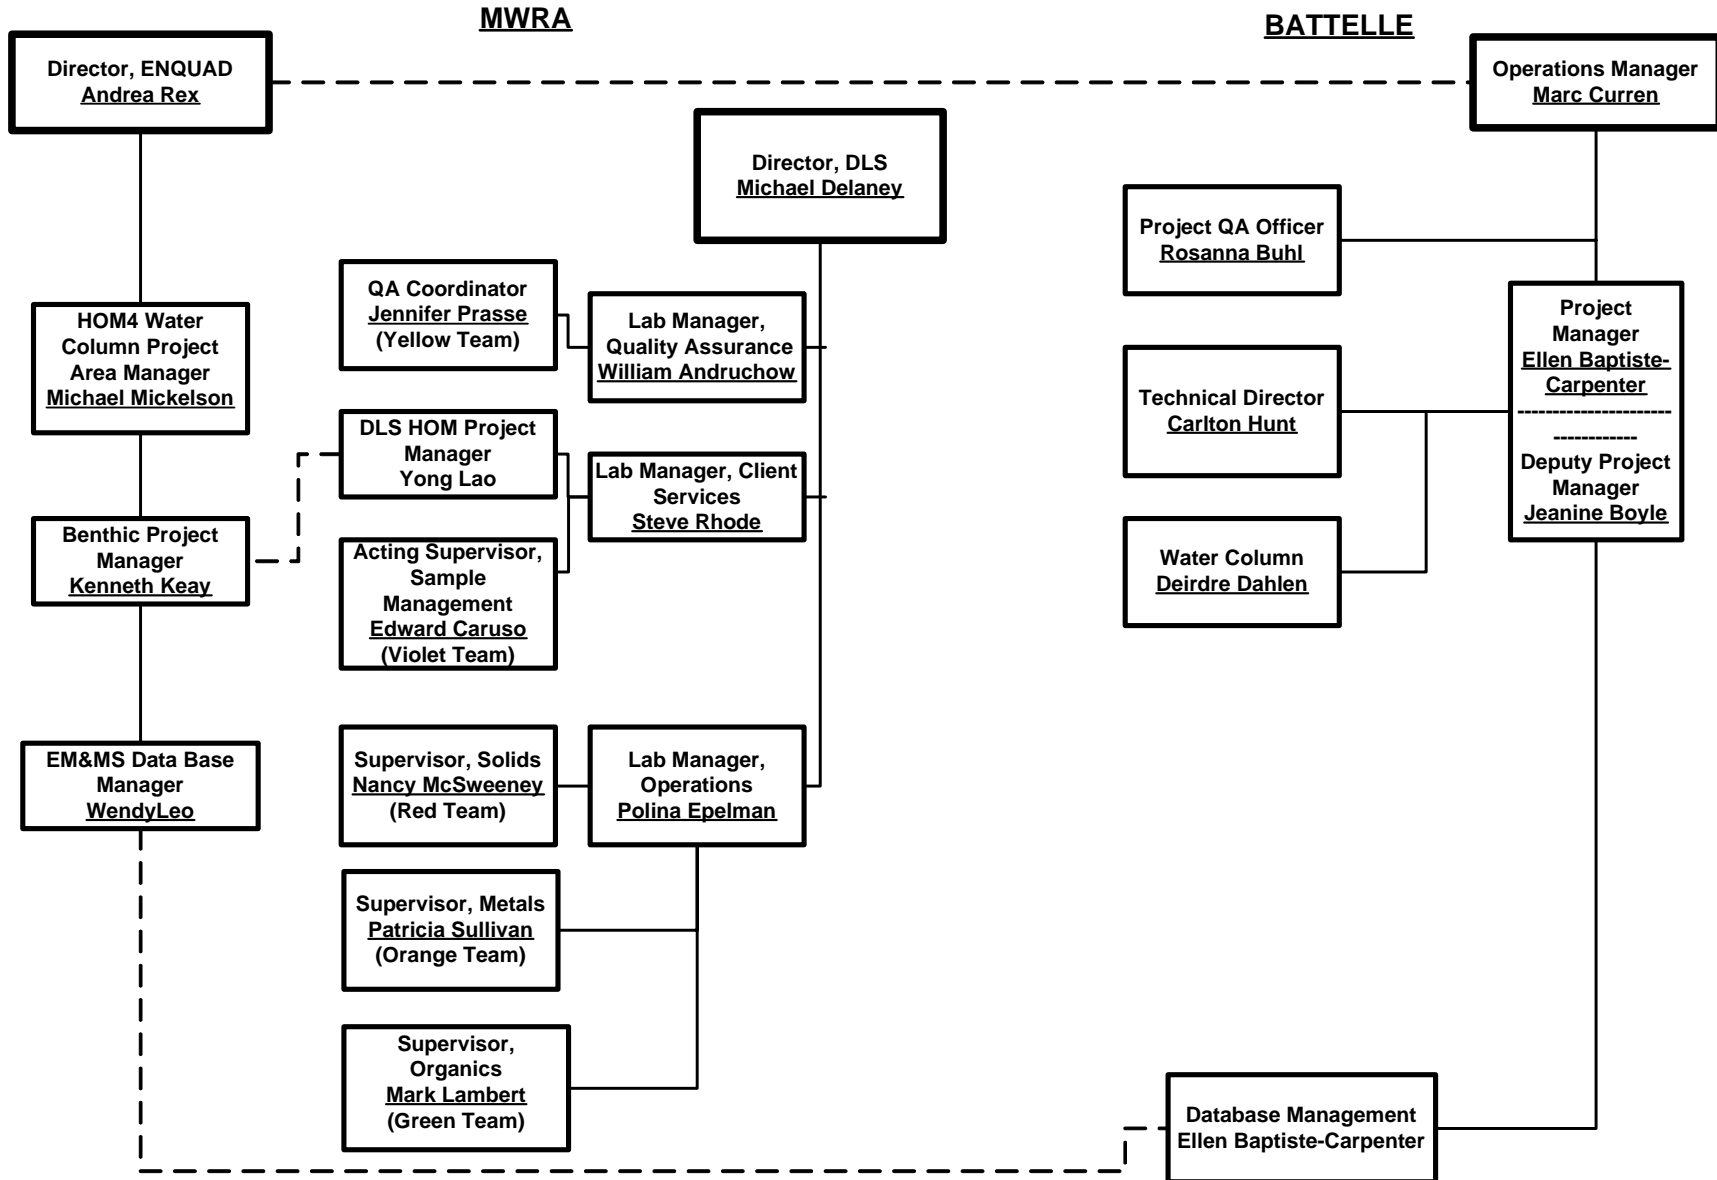 MWRA
BATTELLE
Director, ENQUAD
Andrea Rex
Operations Manager
Marc Curren
Director, DLS
Michael Delaney
Project QA Officer
Rosanna Buhl
QA Coordinator
Jennifer Prasse
(Yellow Team)
Lab Manager,
Quality Assurance
William Andruchow
HOM4 Water
Column Project
Area Manager
Michael Mickelson
Project
Manager
Ellen Baptiste-
Carpenter
----------------------
------------
Deputy Project
Manager
Jeanine Boyle
Technical Director
Carlton Hunt
DLS HOM Project
Manager
Yong Lao
Lab Manager, Client
Services
Steve Rhode
Benthic Project
Manager
Kenneth Keay
Acting Supervisor,
Sample
Management
Edward Caruso
(Violet Team)
Water Column
Deirdre Dahlen
EM&MS Data Base
Manager
WendyLeo
Supervisor, Solids
Nancy McSweeney
(Red Team)
Lab Manager,
Operations
Polina Epelman
Supervisor, Metals
Patricia Sullivan
(Orange Team)
Supervisor,
Organics
Mark Lambert
(Green Team)
Database Management
Ellen Baptiste-Carpenter